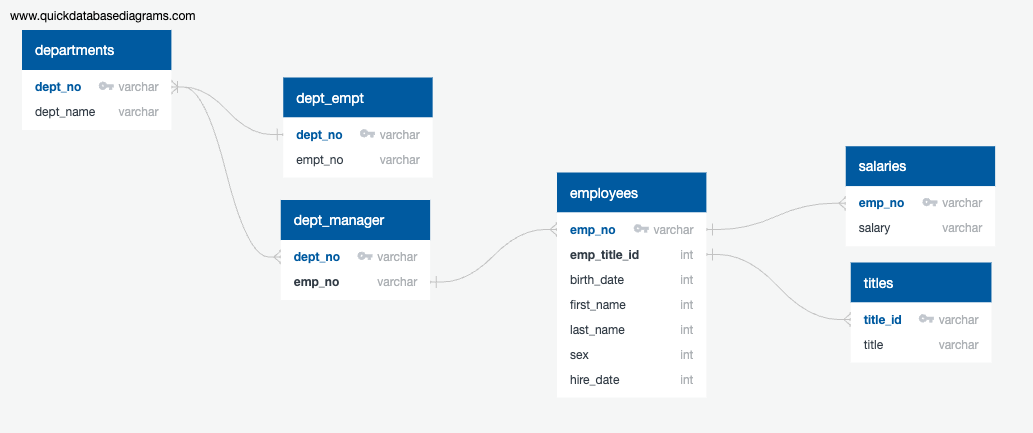 www.quickdatabasediagrams.com
departments
dept_no varchar
dept_name varchar
dept_empt
dept_no varchar
empt_no varchar
dept_manager
dept_no varchar
emp_no varchar
employees
emp_no varchar
emp_title_id int
birth_date int
first_name int
last_name int
sex int
hire_date int
salaries
emp_no varchar
salary varchar
titles
title_id varchar
title varchar